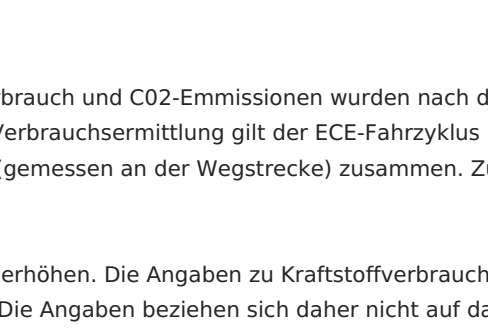 brauch und C02-Emmissionen wurden nach d
Verbrauchsermittlung gilt der ECE-Fahrzyklus
(gemessen an der Wegstrecke) zusammen. Zu
erhöhen. Die Angaben zu Kraftstoffverbrauch
Die Angaben beziehen sich daher nicht auf da